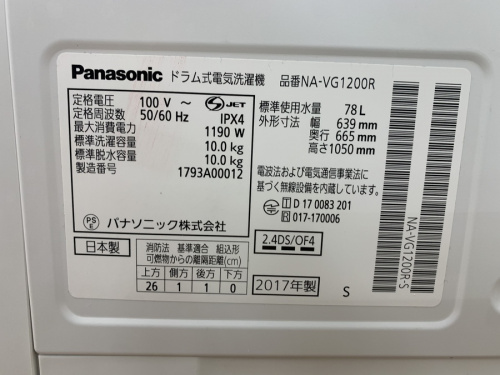 Panasonic ドラム式電気洗濯機 品番NA-VG1200R
定格電圧 100 V ～ JET
定格周波数 50/60 Hz IPX4
最大消費電力 1190 W
標準洗濯容量 10.0 kg
標準脱水容量 10.0 kg
製造番号 1793A00012
標準使用水量 78 L
外形寸法 幅 639 mm
奥行 665 mm
高さ1050 mm
電波法および電気通信事業法に
基づく無線設備を内蔵しています。
D 17 0083 201
R 017-170006
PS
E
パナソニック株式会社
日本製
消防法 基準適合 組込形
可燃物からの離隔距離(cm)
上方 側方 後方 下方
26 1 1 0
2.4DS/OF4
2017年製
S
NA-VG1200R-S